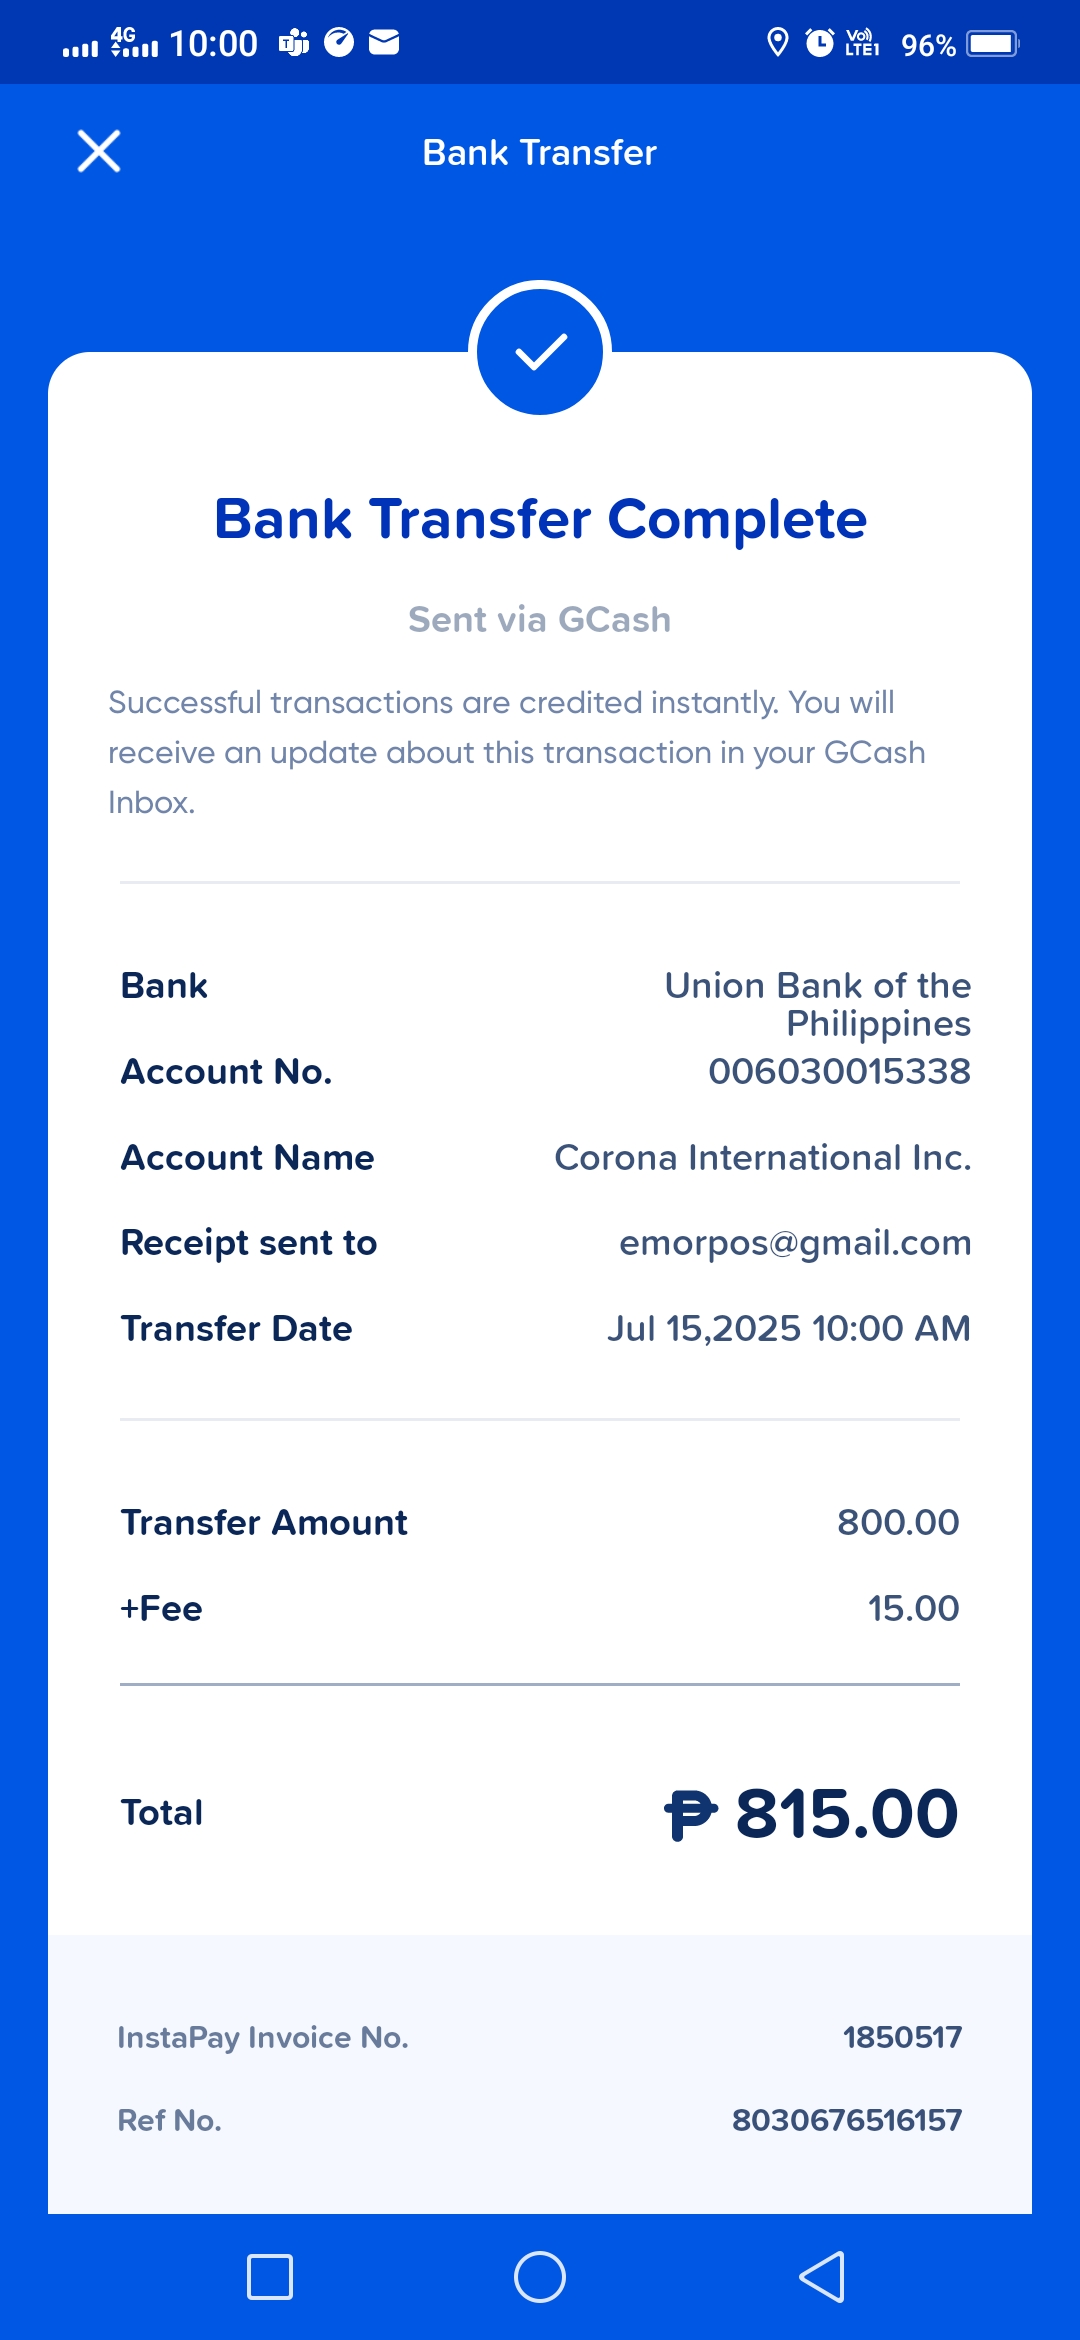 4G 10:00 Vo)) LTE1 96%
Bank Transfer
Bank Transfer Complete
Sent via GCash
Successful transactions are credited instantly. You will
receive an update about this transaction in your GCash
Inbox.
Bank Union Bank of the
Philippines
Account No. 006030015338
Account Name Corona International Inc.
Receipt sent to emorpos@gmail.com
Transfer Date Jul 15,2025 10:00 AM
Transfer Amount 800.00
+Fee 15.00
Total ₱ 815.00
InstaPay Invoice No. 1850517
Ref No. 8030676516157